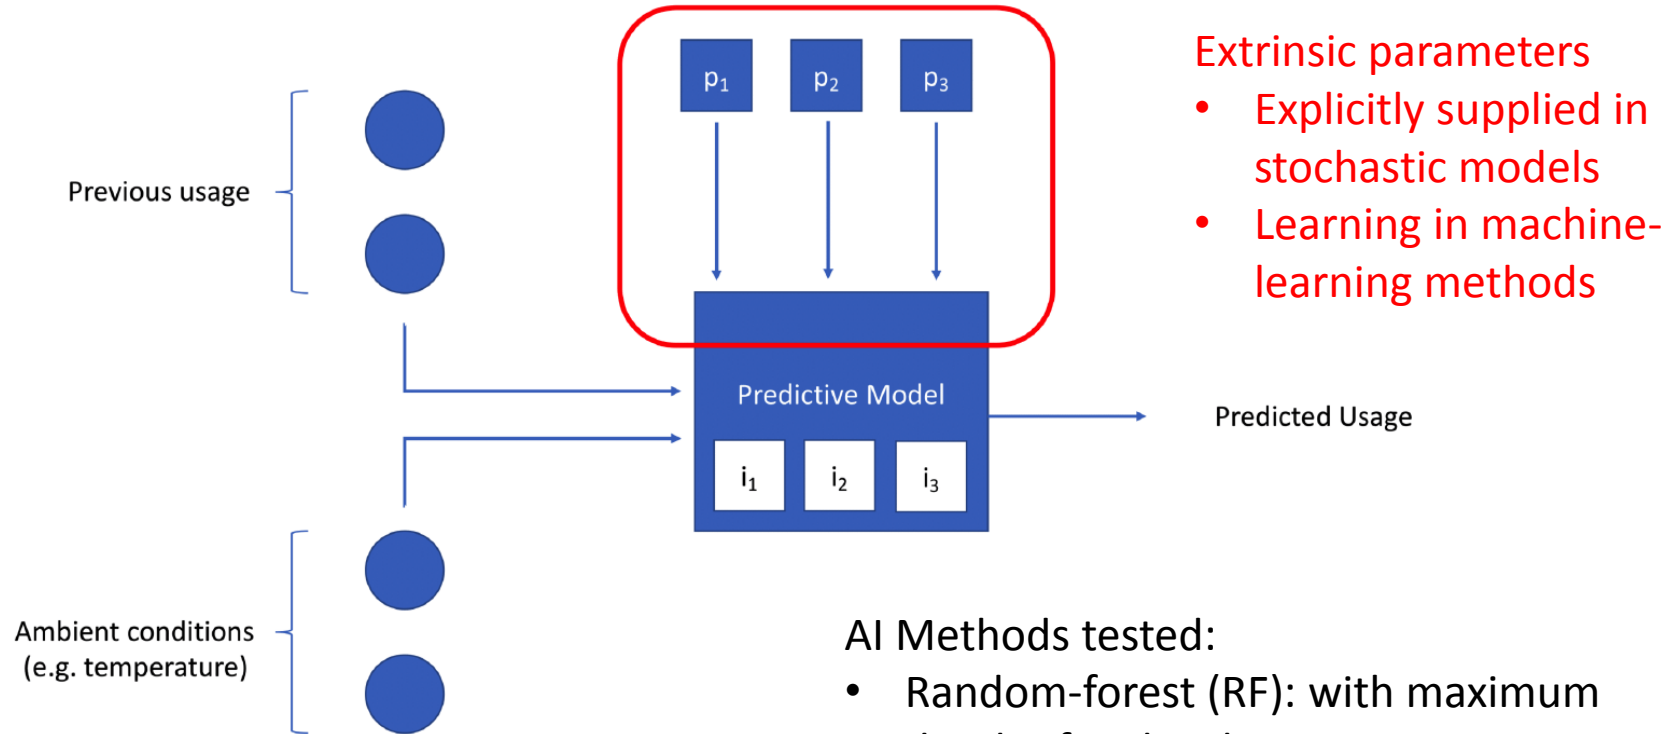 p₁ p₂ p₃
Extrinsic parameters
• Explicitly supplied in
stochastic models
• Learning in machine-
learning methods
Previous usage
Predictive Model
i₁ i₂ i₃
Predicted Usage
Ambient conditions
(e.g. temperature)
AI Methods tested:
• Random-forest (RF): with maximum